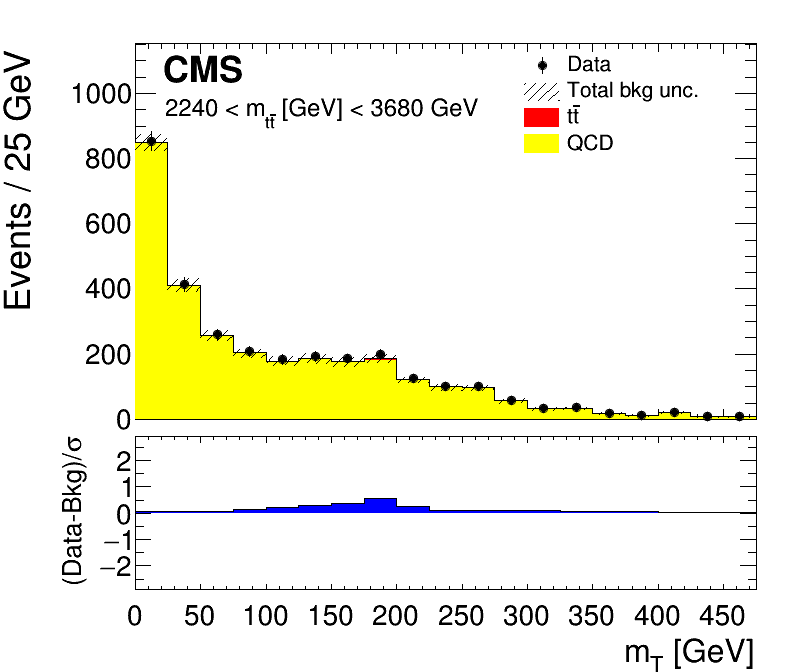 CMS
2240 < m_tt̄ [GeV] < 3680 GeV
Data
Total bkg unc.
tt̄
QCD
Events / 25 GeV
1000
800
600
400
200
0
(Data-Bkg)/σ
2
1
0
−1
−2
0 50 100 150 200 250 300 350 400 450
m_T [GeV]